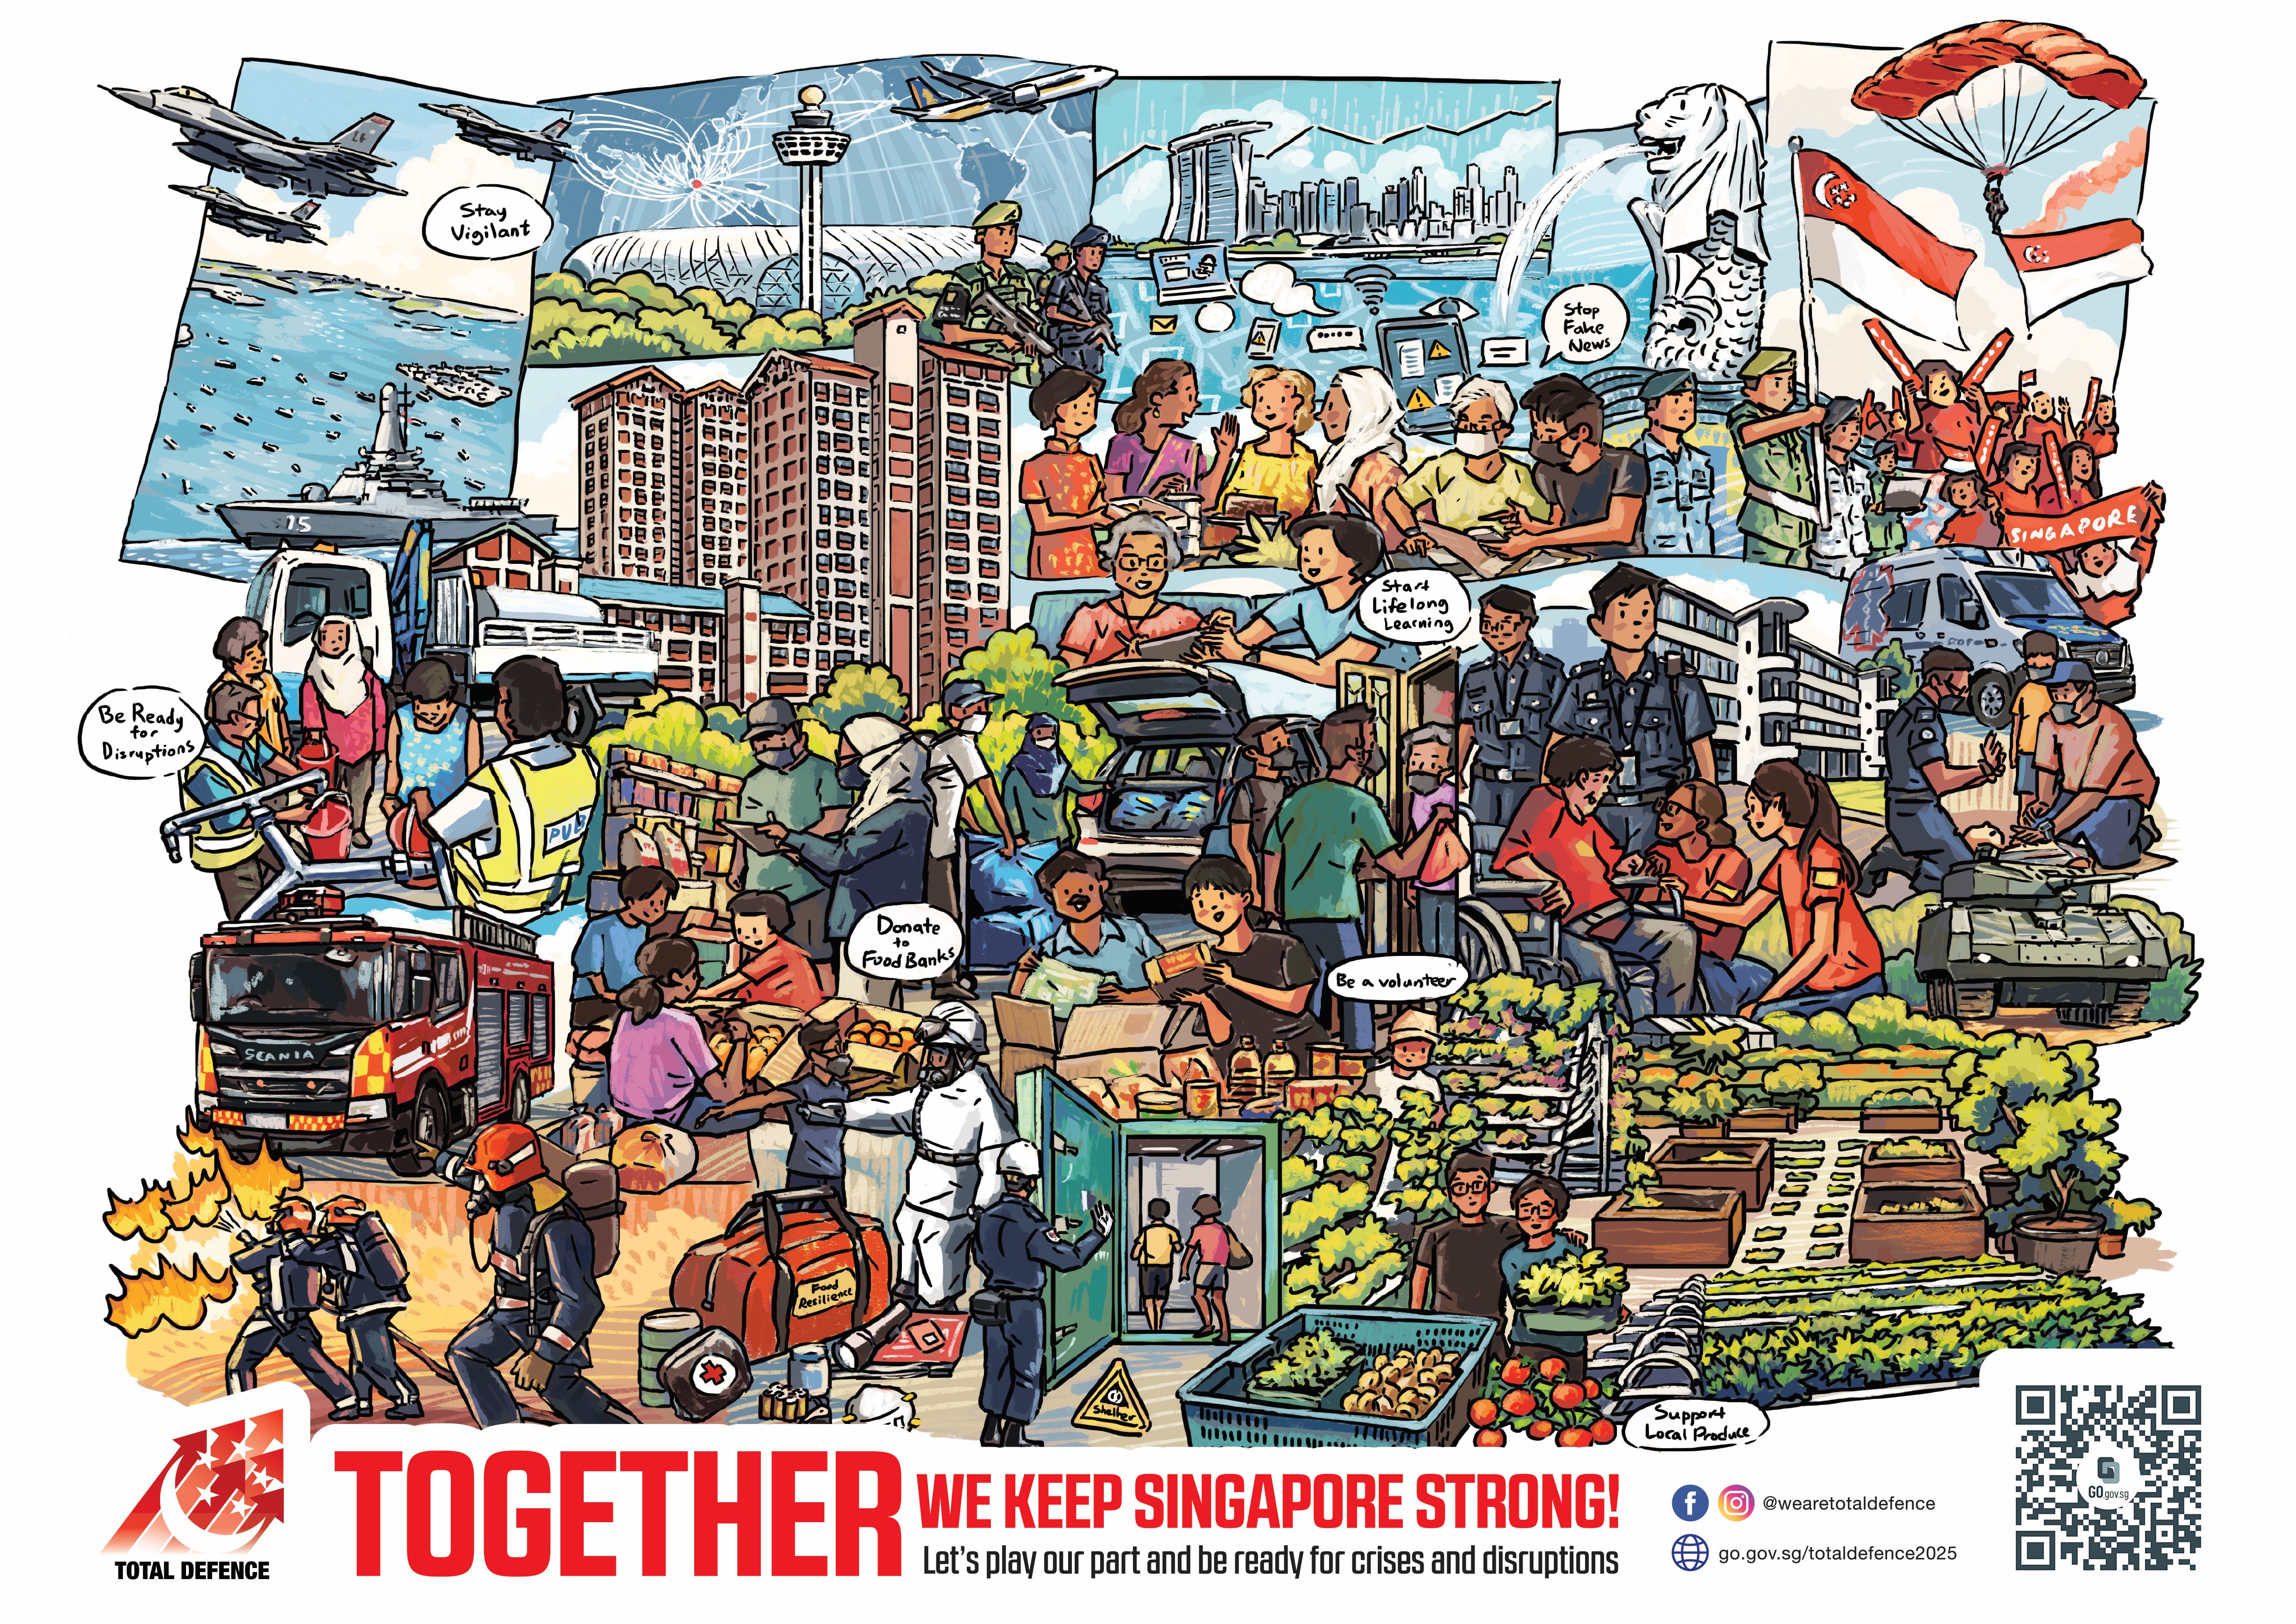 Stay
Vigilant
Stop
Fake
News
15
SINGAPORE
Start
Lifelong
Learning
Be Ready
for
Disruptions
PUB
Donate
to
Food Banks
Be a volunteer
SCANIA
Food
Resilience
Shelter
Support
Local Produce
TOTAL DEFENCE
TOGETHER
WE KEEP SINGAPORE STRONG!
Let's play our part and be ready for crises and disruptions
@wearetotaldefence
go.gov.sg/totaldefence2025
GO.gov.sg